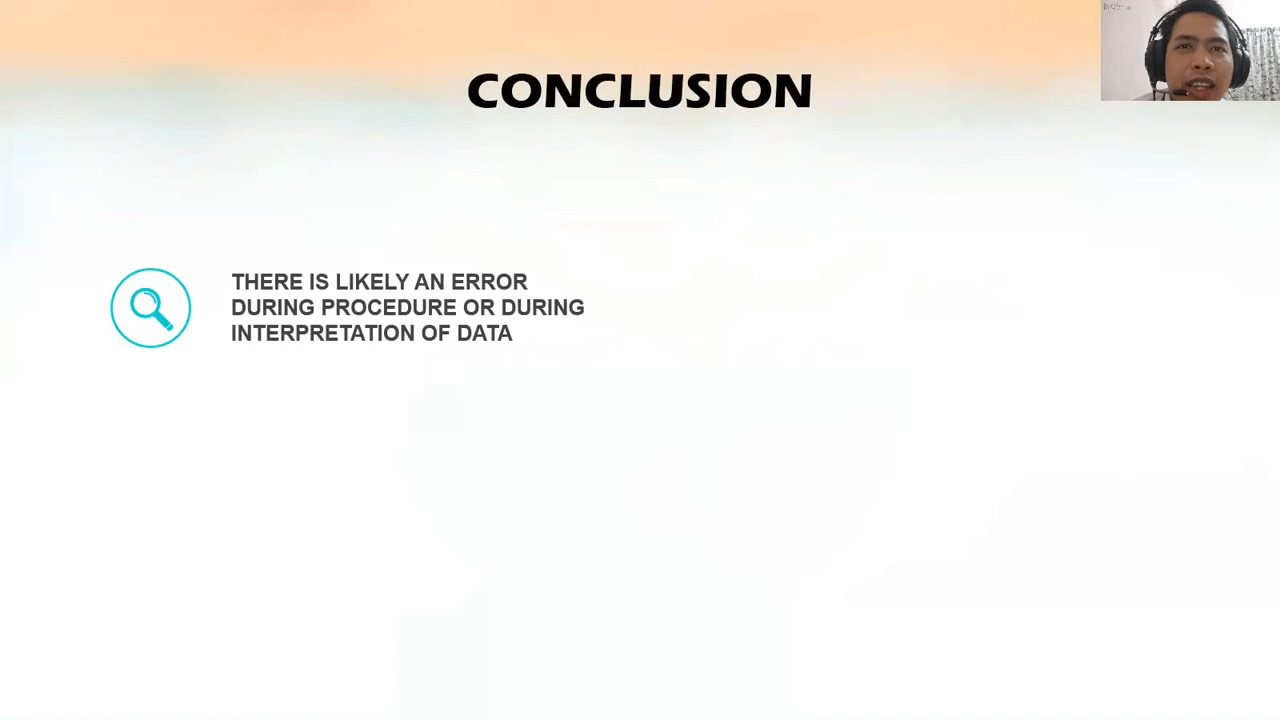 CONCLUSION
THERE IS LIKELY AN ERROR
DURING PROCEDURE OR DURING
INTERPRETATION OF DATA